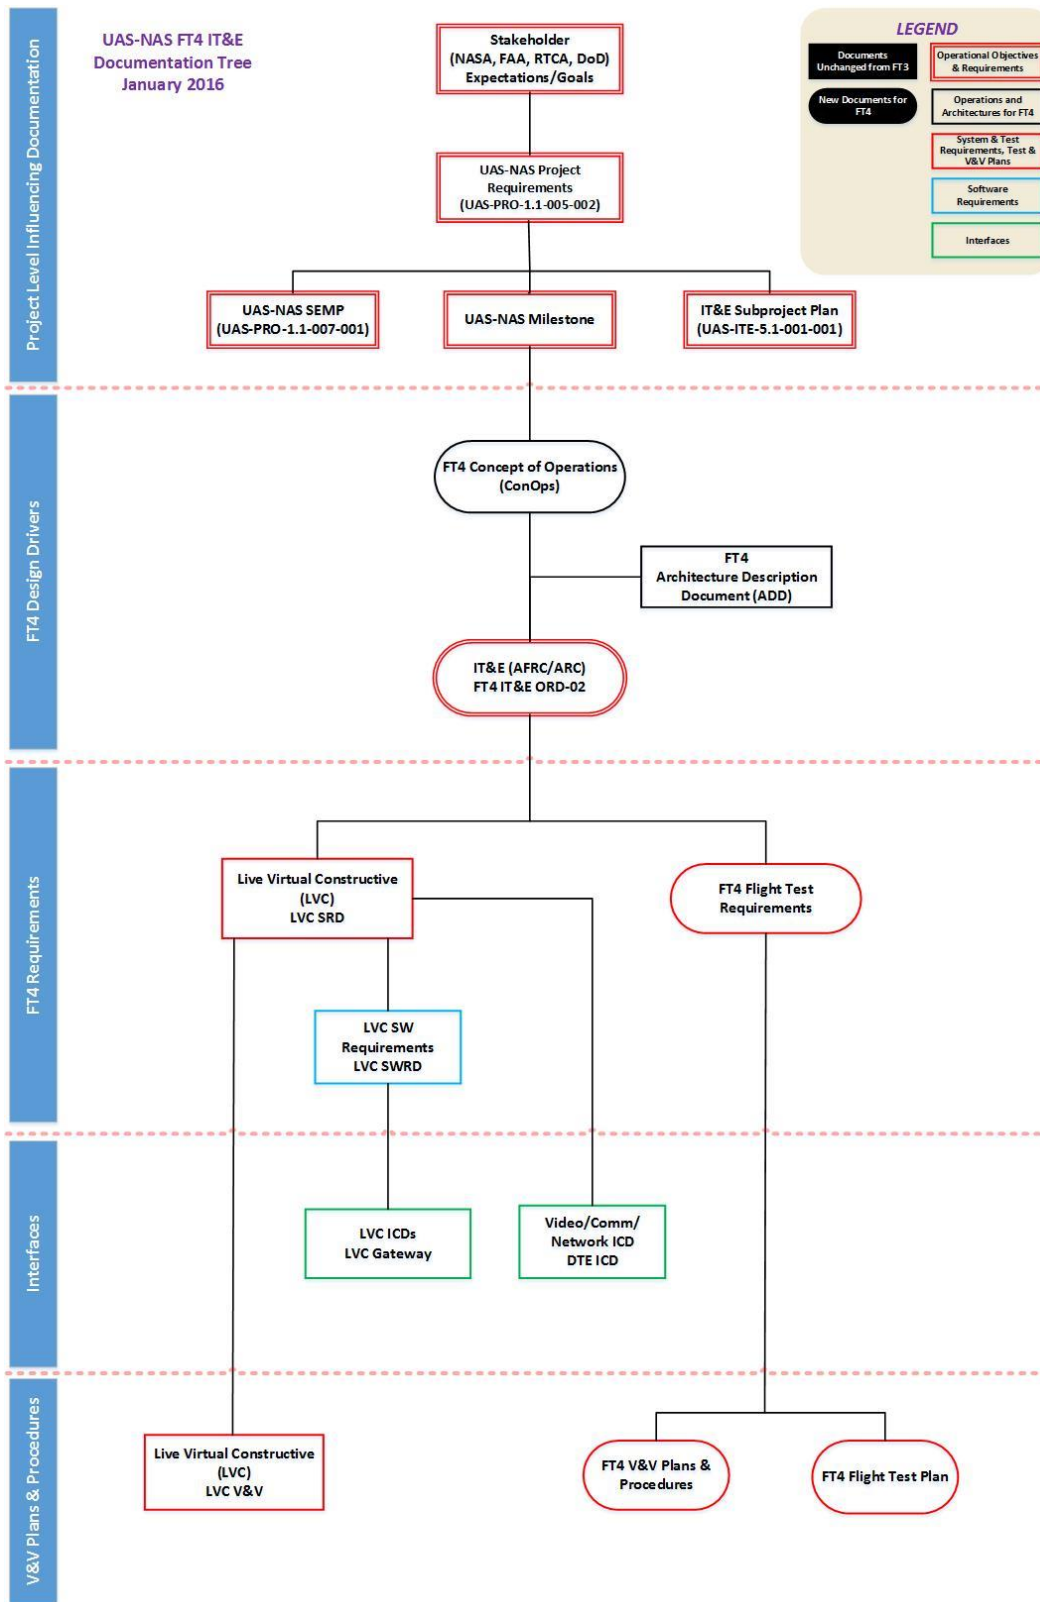 UAS-NAS FT4 IT&E
Documentation Tree
January 2016
LEGEND
Documents
Unchanged from FT3
Operational Objectives
& Requirements
New Documents for
FT4
Operations and
Architectures for FT4
System & Test
Requirements, Test &
V&V Plans
Software
Requirements
Interfaces
Project Level Influencing Documentation
Stakeholder
(NASA, FAA, RTCA, DoD)
Expectations/Goals
UAS-NAS Project
Requirements
(UAS-PRO-1.1-005-002)
UAS-NAS SEMP
(UAS-PRO-1.1-007-001)
UAS-NAS Milestone
IT&E Subproject Plan
(UAS-ITE-5.1-001-001)
FT4 Design Drivers
FT4 Concept of Operations
(ConOps)
FT4
Architecture Description
Document (ADD)
IT&E (AFRC/ARC)
FT4 IT&E ORD-02
FT4 Requirements
Live Virtual Constructive
(LVC)
LVC SRD
FT4 Flight Test
Requirements
LVC SW
Requirements
LVC SWRD
Interfaces
LVC ICDs
LVC Gateway
Video/Comm/
Network ICD
DTE ICD
V&V Plans & Procedures
Live Virtual Constructive
(LVC)
LVC V&V
FT4 V&V Plans &
Procedures
FT4 Flight Test Plan